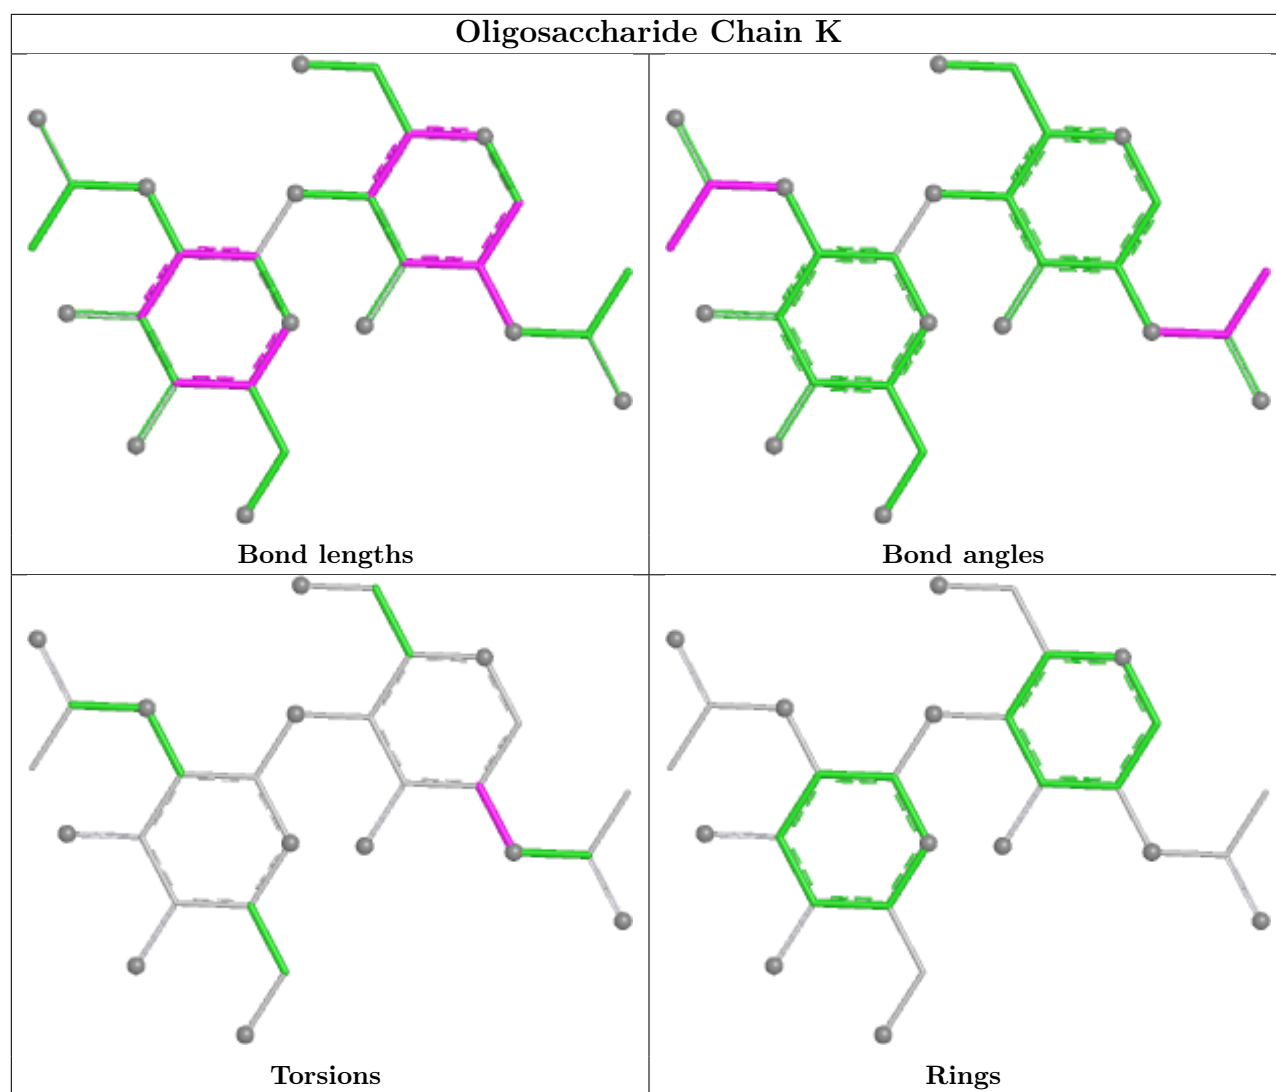 Oligosaccharide Chain K
Bond lengths
Bond angles
Torsions
Rings